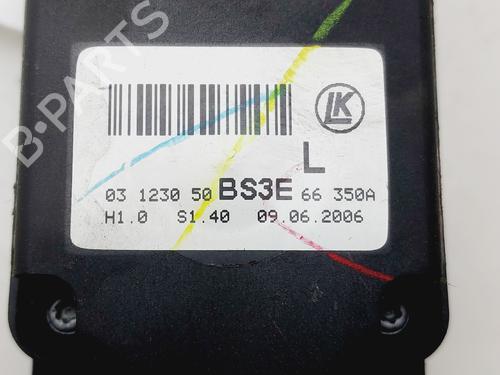 B-PARTS
LK
L
03 1230 50 BS3E 66 350A
H1.0 S1.40 09.06.2006